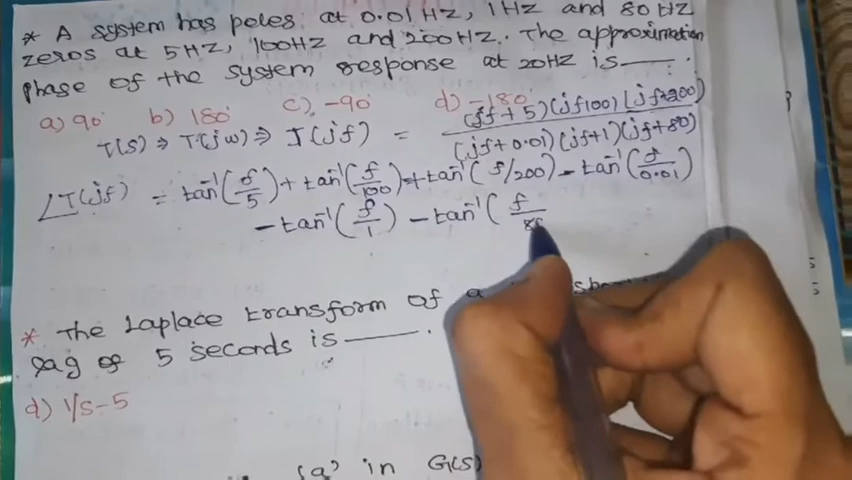 * A system has poles at 0.01 HZ, 1 HZ and 80 HZ
zeros at 5HZ, 100HZ and 200HZ. The approximation
phase of the system response at 20HZ is ____.
a) 90° b) 180° c) -90° d) -180°
T(s) ⇒ T(jω) ⇒ T(jf) = (jf+5)(jf100)(jf+200) / (jf+0.01)(jf+1)(jf+80)
∠T(jf) = tan⁻¹(f/5) + tan⁻¹(f/100) + tan⁻¹(f/200) - tan⁻¹(f/0.01)
- tan⁻¹(f/1) - tan⁻¹(f/8
* The Laplace transform of a
lag of 5 seconds is ____.
d) 1/s-5
'a' in G(s)